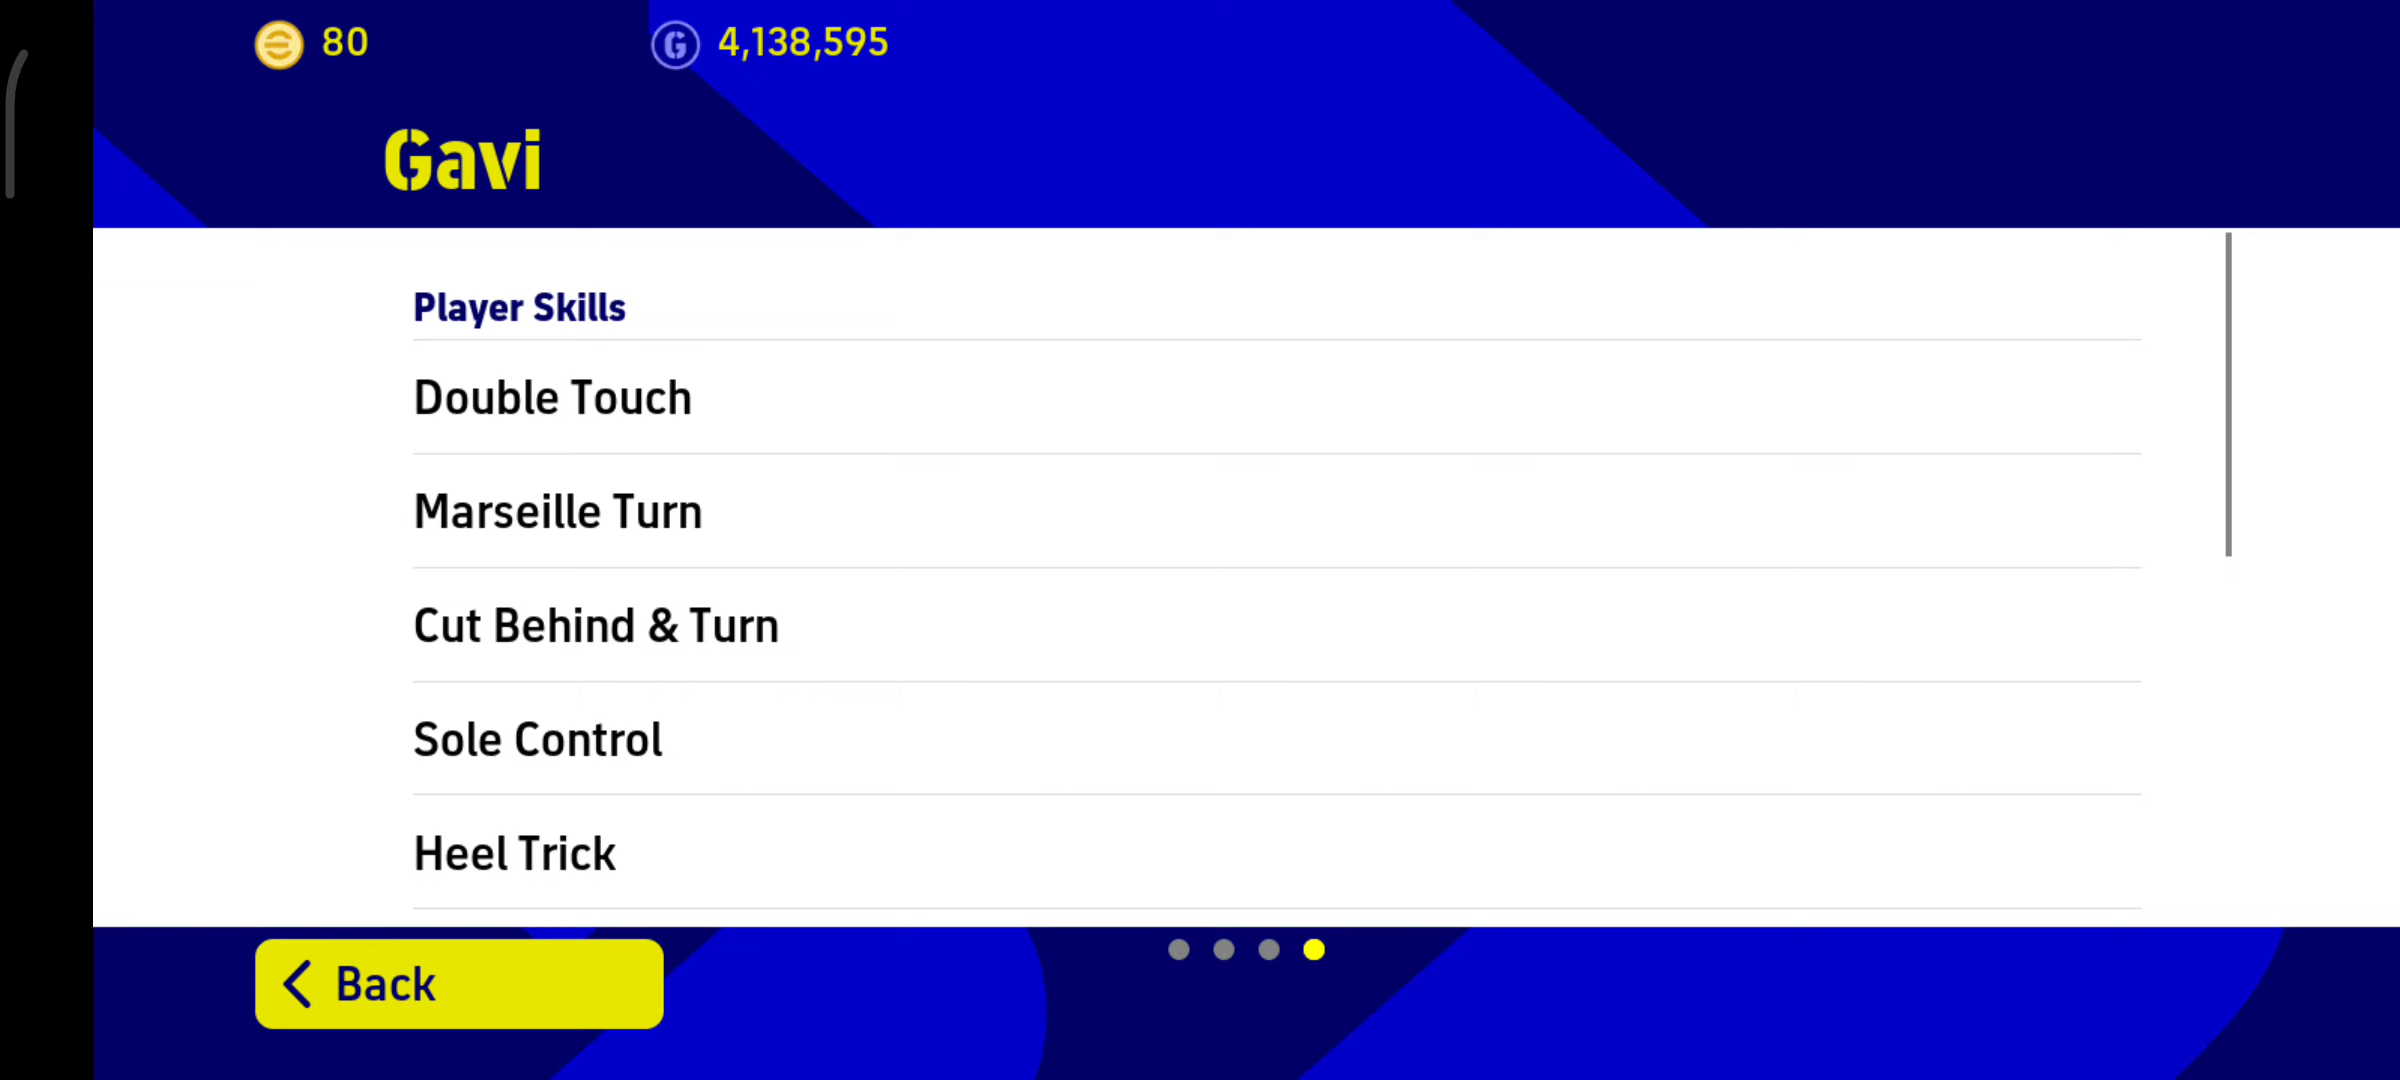 80
4,138,595
Gavi
Player Skills
Double Touch
Marseille Turn
Cut Behind & Turn
Sole Control
Heel Trick
Back